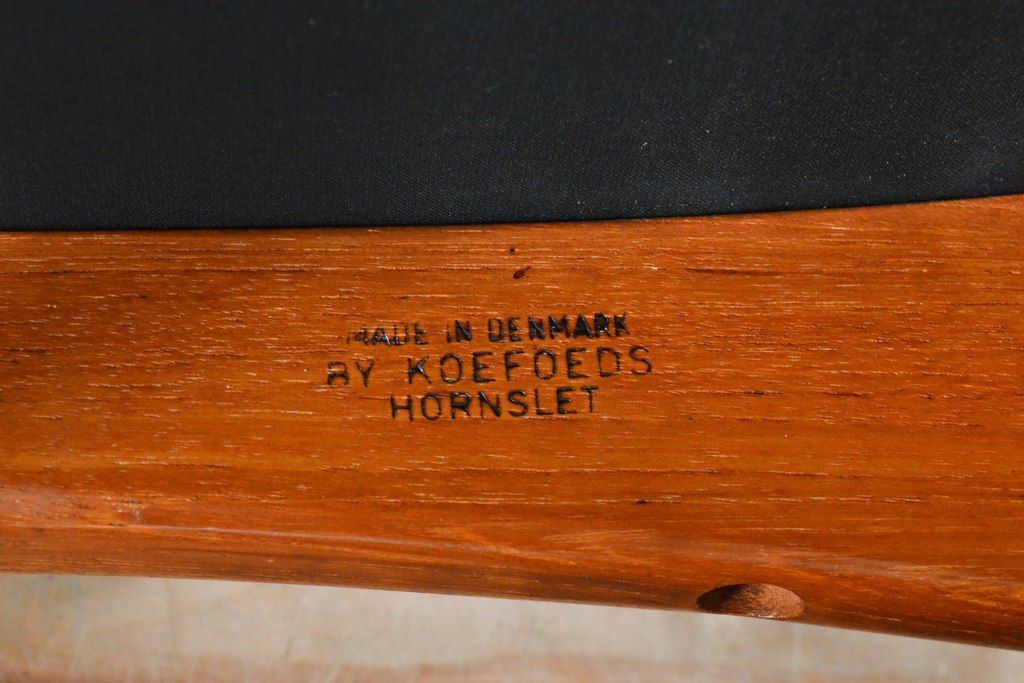 MADE IN DENMARK
BY KOEFOEDS
HORNSLET